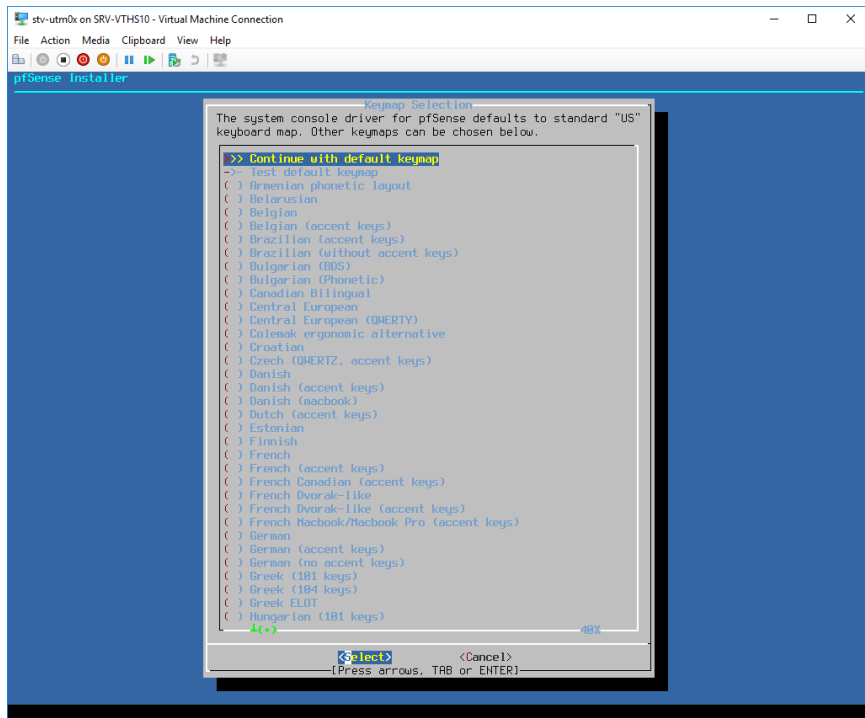 stv-utm0x on SRV-VTHS10 - Virtual Machine Connection
File Action Media Clipboard View Help
pfSense Installer
Keymap Selection
The system console driver for pfSense defaults to standard "US"
keyboard map. Other keymaps can be chosen below.
>>> Continue with default keymap
->- Test default keymap
( ) Armenian phonetic layout
( ) Belarusian
( ) Belgian
( ) Belgian (accent keys)
( ) Brazilian (accent keys)
( ) Brazilian (without accent keys)
( ) Bulgarian (BDS)
( ) Bulgarian (Phonetic)
( ) Canadian Bilingual
( ) Central European
( ) Central European (QWERTY)
( ) Colemak ergonomic alternative
( ) Croatian
( ) Czech (QWERTZ, accent keys)
( ) Danish
( ) Danish (accent keys)
( ) Danish (macbook)
( ) Dutch (accent keys)
( ) Estonian
( ) Finnish
( ) French
( ) French (accent keys)
( ) French Canadian (accent keys)
( ) French Dvorak-like
( ) French Dvorak-like (accent keys)
( ) French Macbook/Macbook Pro (accent keys)
( ) German
( ) German (accent keys)
( ) German (no accent keys)
( ) Greek (101 keys)
( ) Greek (104 keys)
( ) Greek ELOT
( ) Hungarian (101 keys)
(+) 40%
<Select> <Cancel>
[Press arrows, TAB or ENTER]